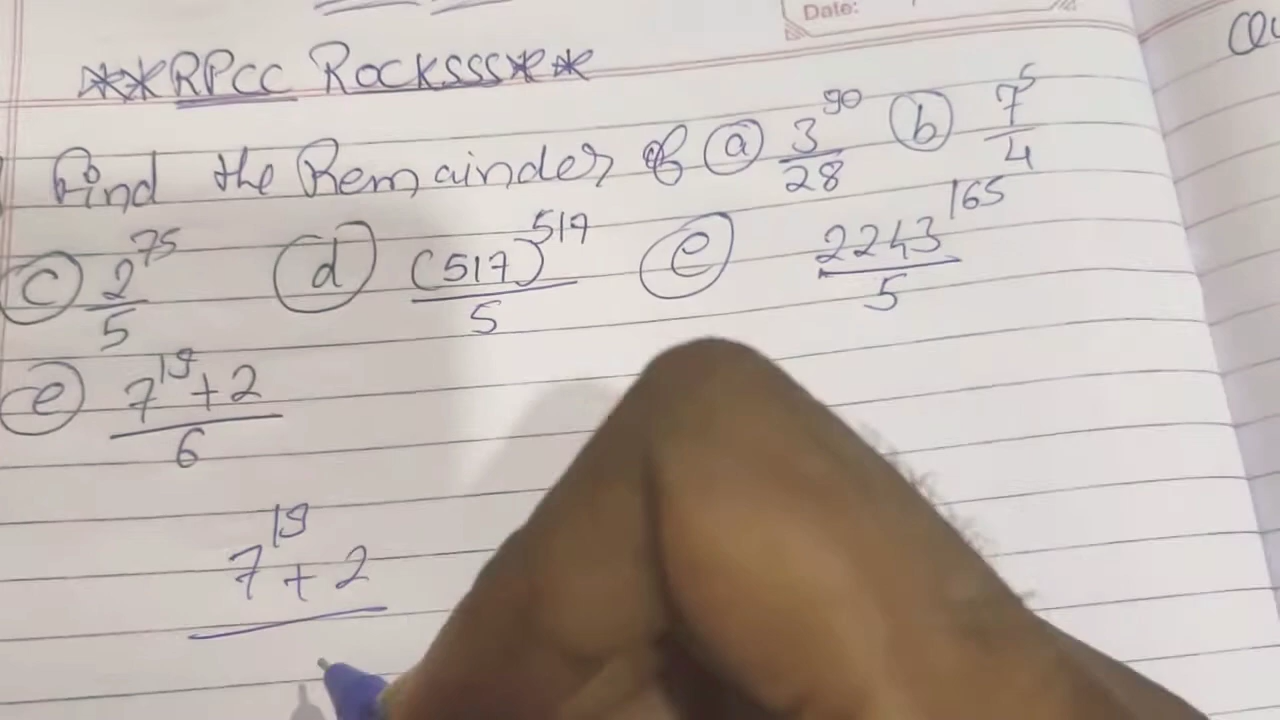 Date:
**RPCC ROCKSSS**
Find the Remainder of (a) 3^90/28 (b) 7^5/4
(c) 2^75/5 (d) (517)^517/5 (e) 2243^165/5
(e) 7^19+2/6
7^19+2